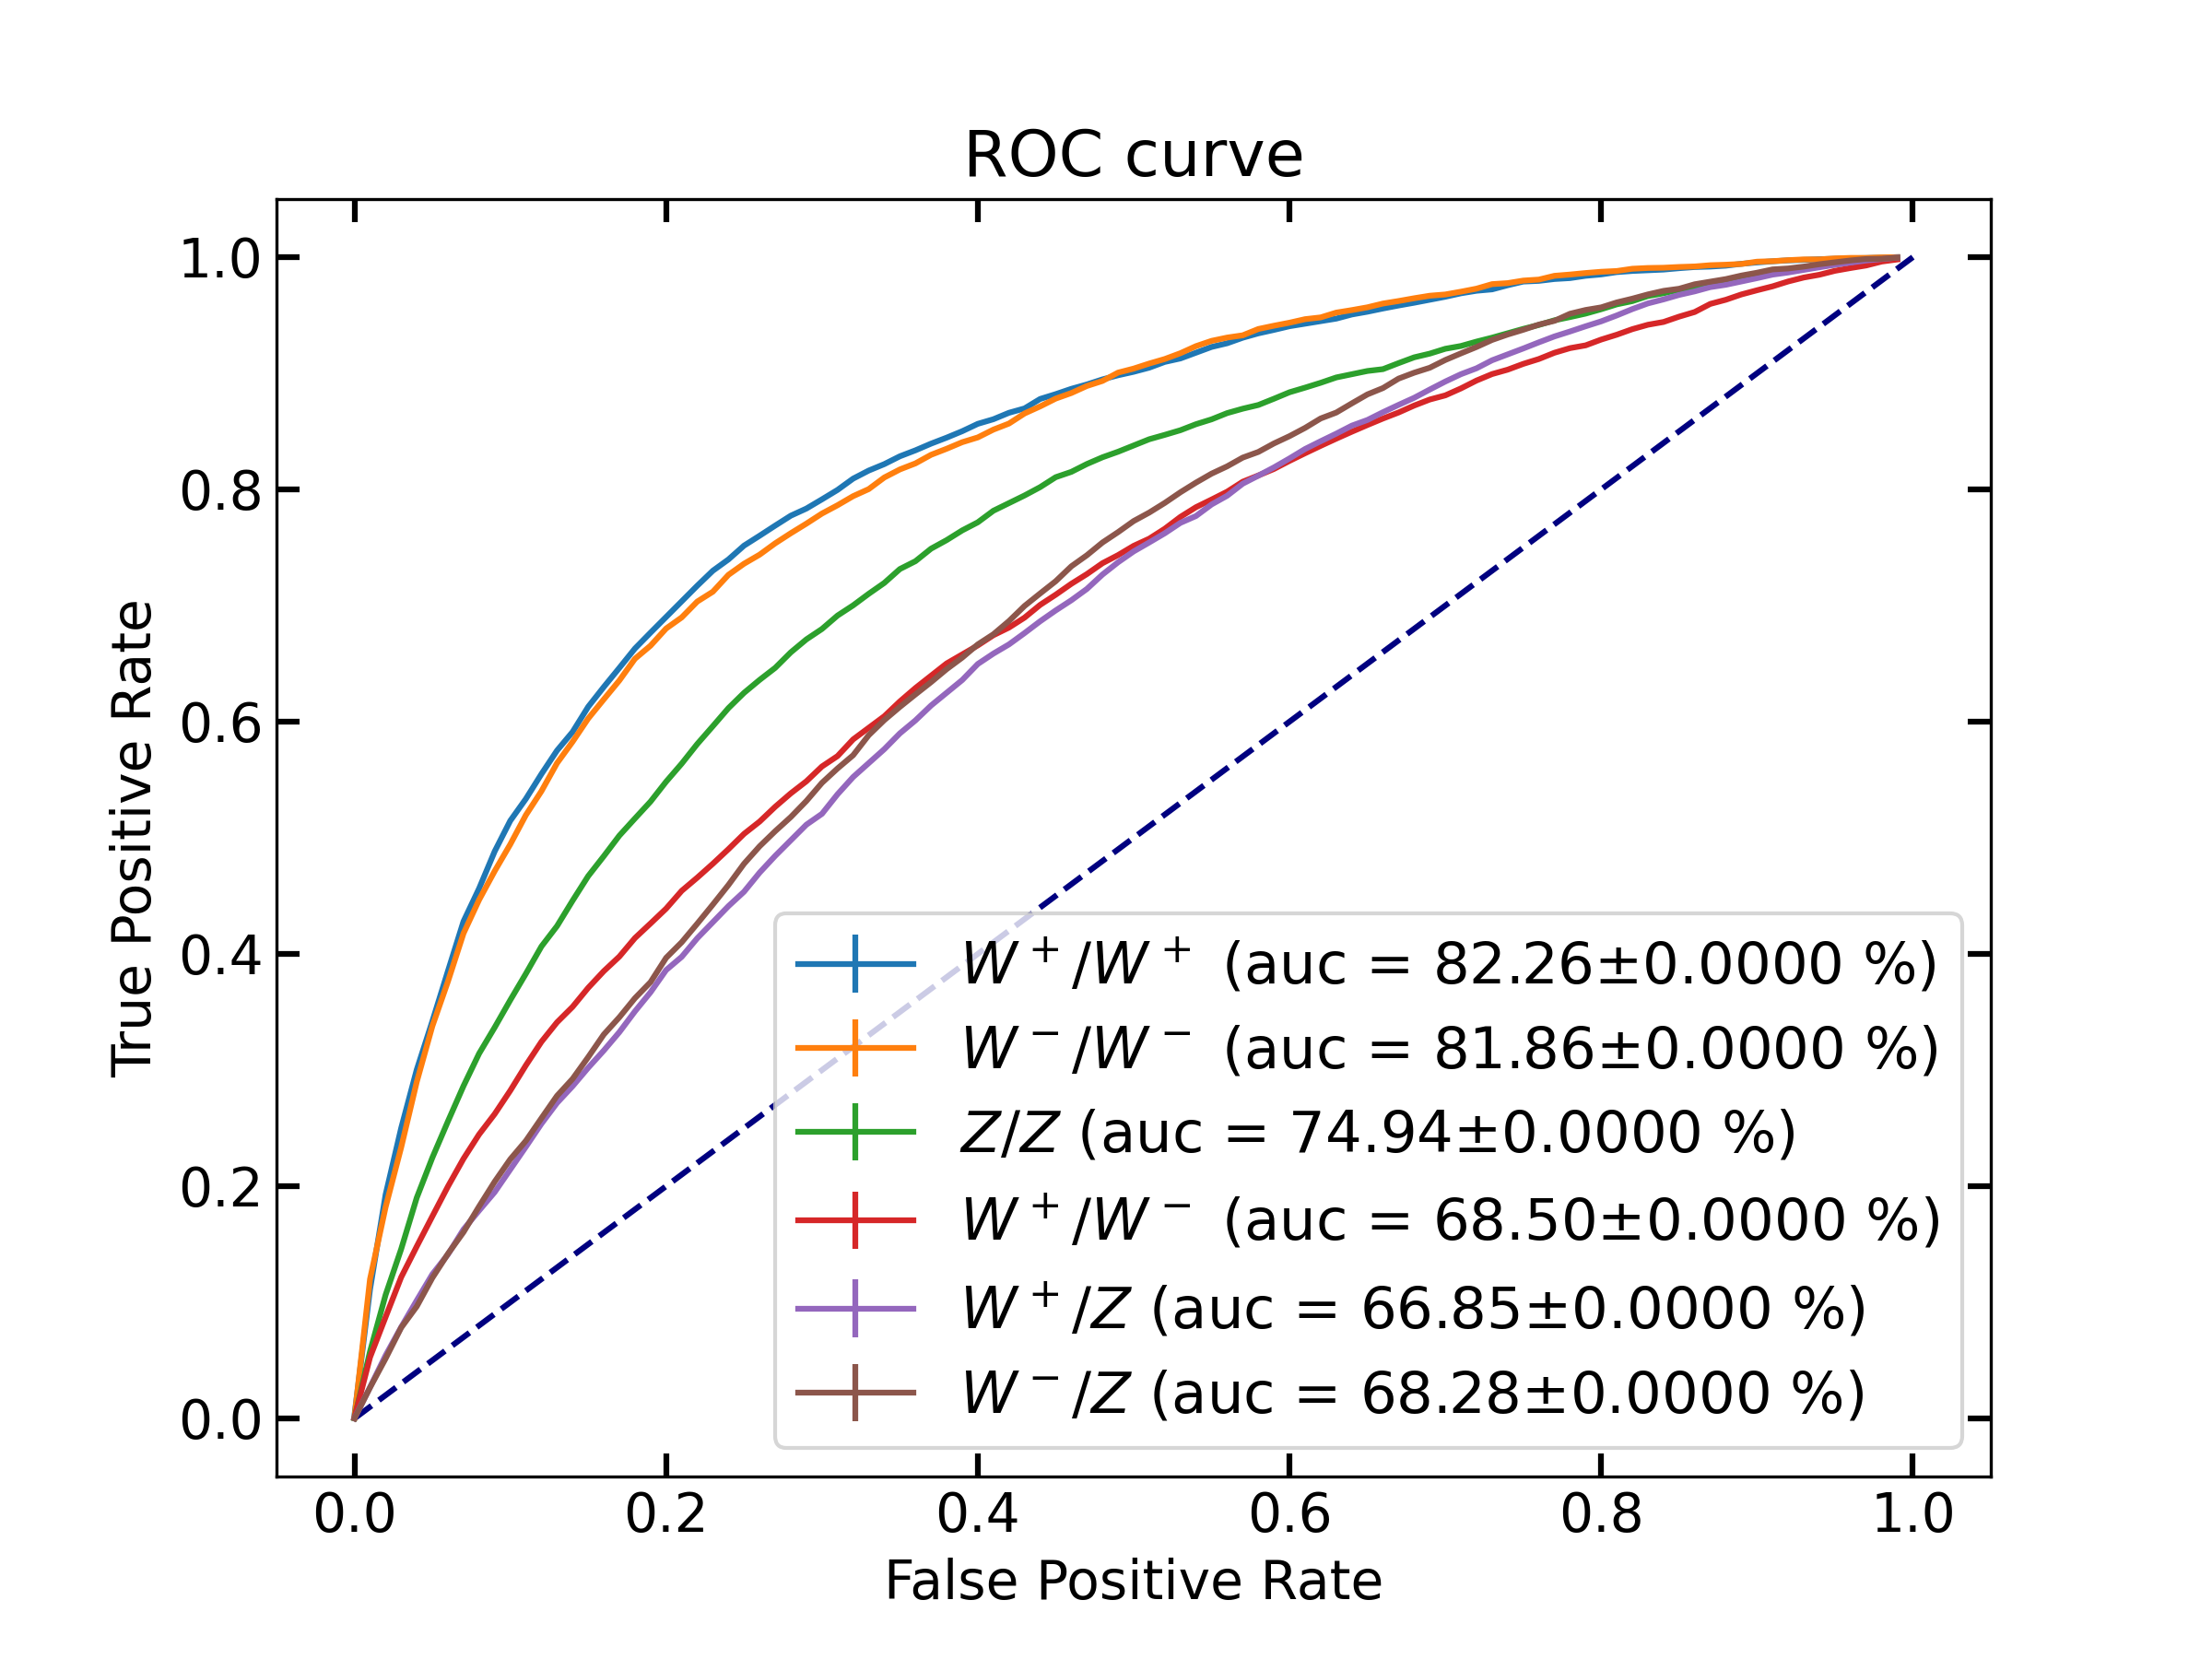 ROC curve
1.0
0.8
0.6
0.4
0.2
0.0
True Positive Rate
W⁺/W⁺ (auc = 82.26±0.0000 %)
W⁻/W⁻ (auc = 81.86±0.0000 %)
Z/Z (auc = 74.94±0.0000 %)
W⁺/W⁻ (auc = 68.50±0.0000 %)
W⁺/Z (auc = 66.85±0.0000 %)
W⁻/Z (auc = 68.28±0.0000 %)
0.0 0.2 0.4 0.6 0.8 1.0
False Positive Rate